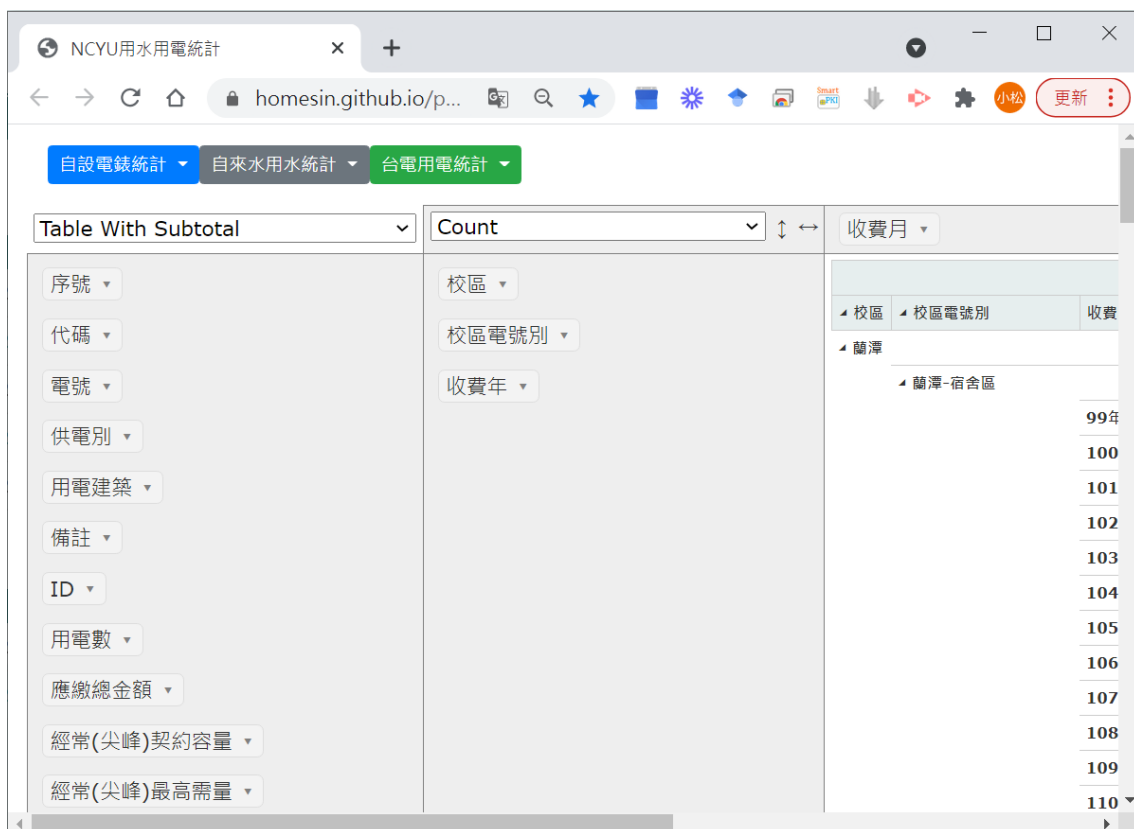 NCYU用水用電統計
homesin.github.io/p...
Smart
ePKI
小松
更新
自設電錶統計
自來水用水統計
台電用電統計
Table With Subtotal
Count
↕ ↔
收費月
序號
代碼
電號
供電別
用電建築
備註
ID
用電數
應繳總金額
經常(尖峰)契約容量
經常(尖峰)最高需量
校區
校區電號別
收費年
校區 校區電號別 收費
蘭潭
蘭潭-宿舍區
99年
100
101
102
103
104
105
106
107
108
109
110